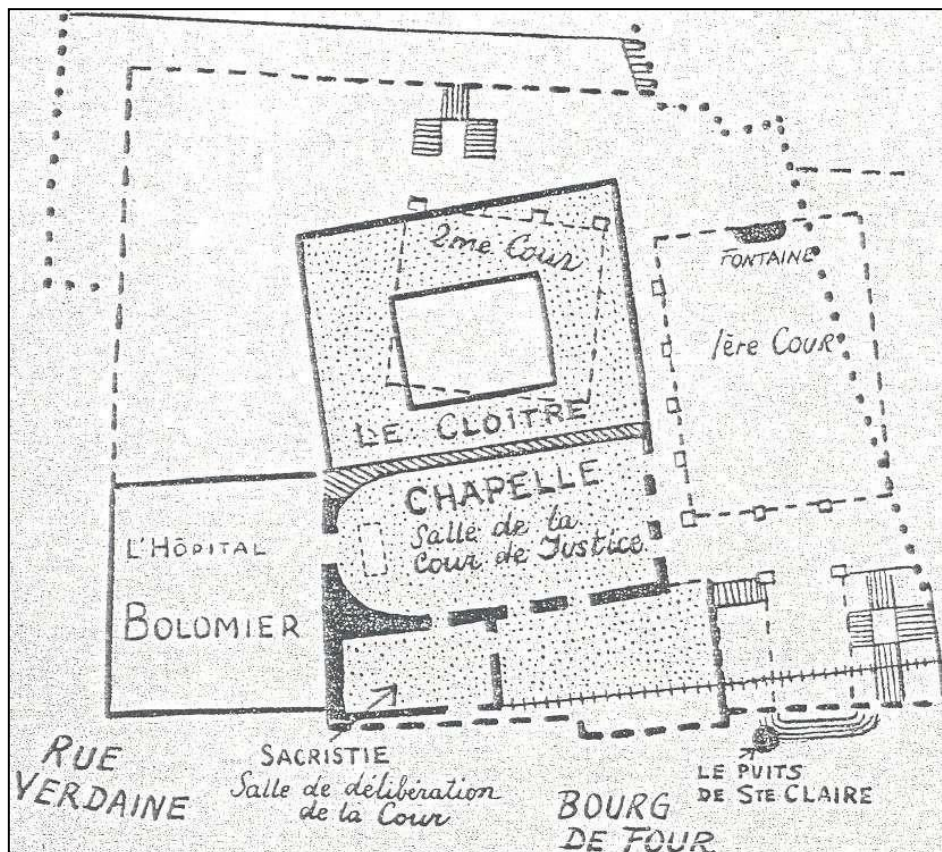 2me Cour
FONTAINE
1ère COUR
LE CLOÎTRE
CHAPELLE
Salle de la
Cour de Justice
L'HÔPITAL
BOLOMIER
RUE
VERDAINE
SACRISTIE
Salle de délibération
de la Cour
BOURG
DE FOUR
LE PUITS
DE STE CLAIRE